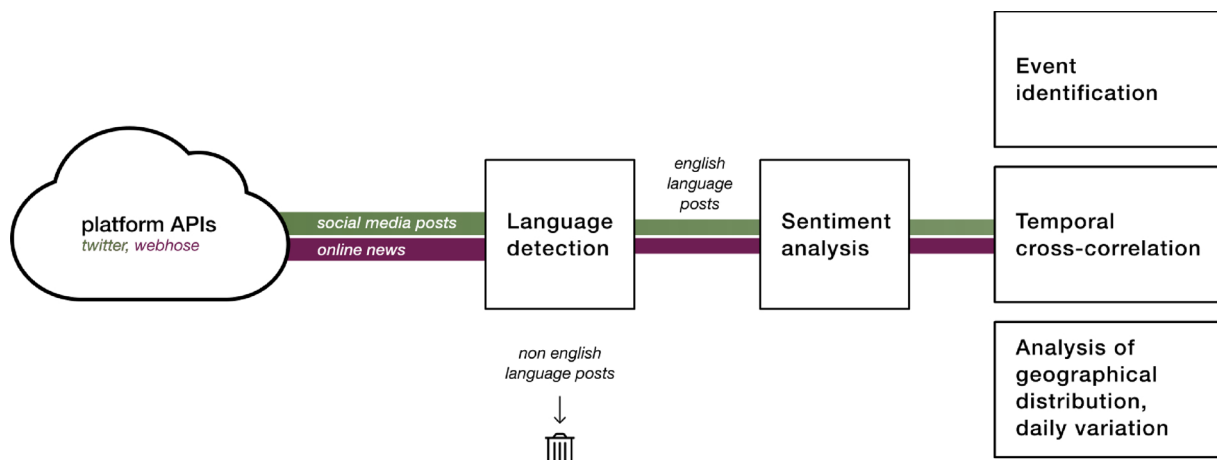 platform APIs
twitter, webhose
social media posts
online news
Language
detection
non english
language posts
english
language
posts
Sentiment
analysis
Event
identification
Temporal
cross-correlation
Analysis of
geographical
distribution,
daily variation